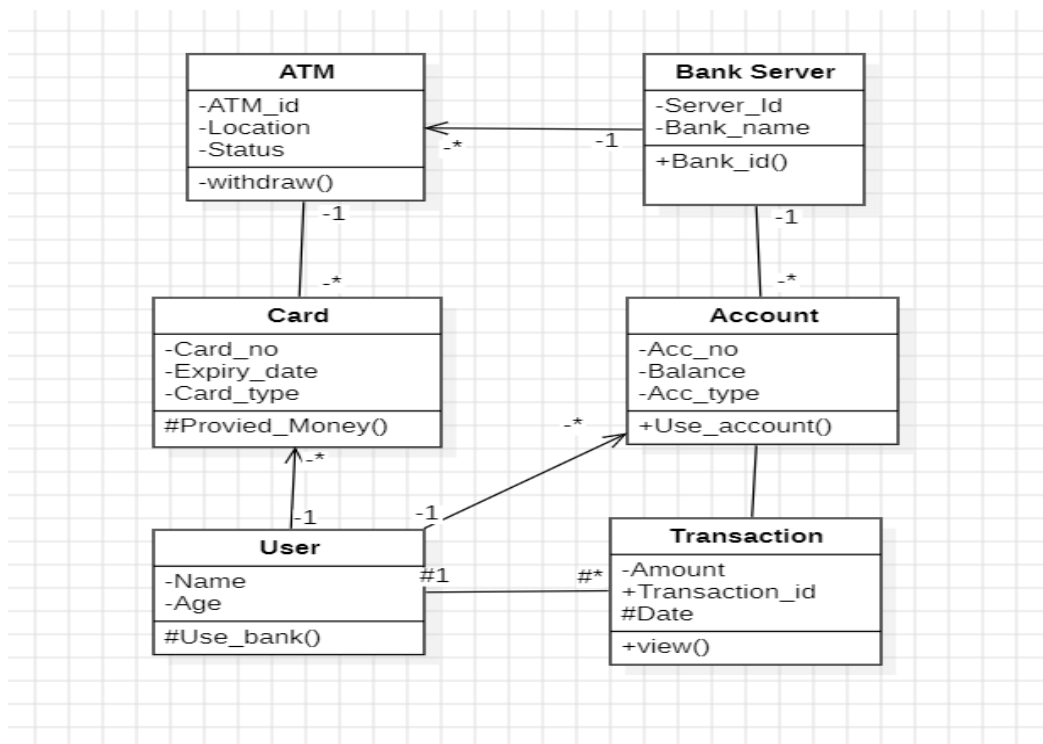 ATM
-ATM_id
-Location
-Status
-withdraw()
Bank Server
-Server_Id
-Bank_name
+Bank_id()
-*
-1
-1
-*
-1
-*
Card
-Card_no
-Expiry_date
-Card_type
#Provied_Money()
Account
-Acc_no
-Balance
-Acc_type
+Use_account()
-*
-1
-*
-1
User
-Name
-Age
#Use_bank()
#1
#*
Transaction
-Amount
+Transaction_id
#Date
+view()